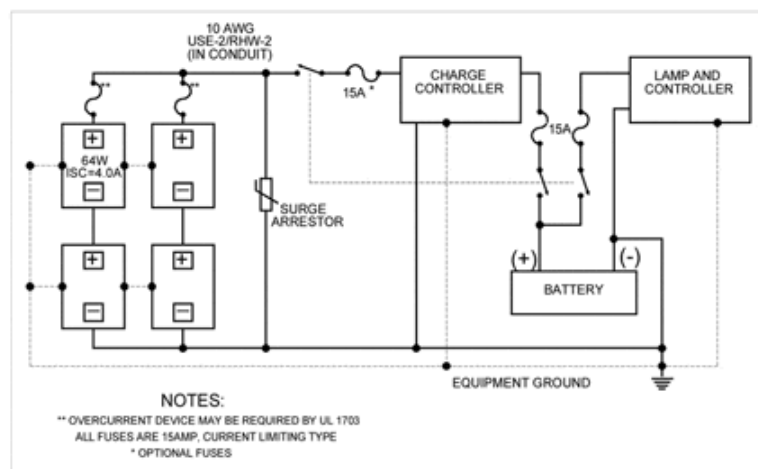 10 AWG
USE-2/RHW-2
(IN CONDUIT)
**
**
15A *
CHARGE
CONTROLLER
LAMP AND
CONTROLLER
15A
+
+
64W
ISC=4.0A
—
—
SURGE
ARRESTOR
+
+
—
—
(+)
(-)
BATTERY
EQUIPMENT GROUND
NOTES:
** OVERCURRENT DEVICE MAY BE REQUIRED BY UL 1703
ALL FUSES ARE 15AMP, CURRENT LIMITING TYPE
* OPTIONAL FUSES